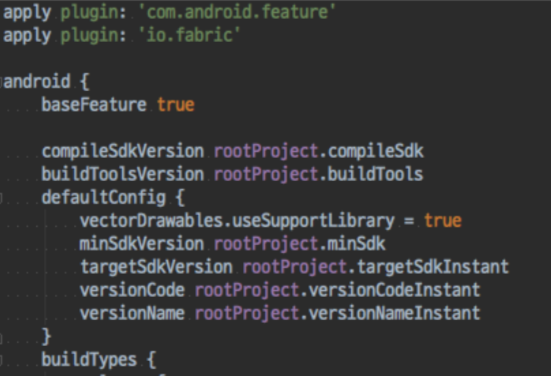 apply plugin: 'com.android.feature'
apply plugin: 'io.fabric'
android {
baseFeature true
compileSdkVersion rootProject.compileSdk
buildToolsVersion rootProject.buildTools
defaultConfig {
vectorDrawables.useSupportLibrary = true
minSdkVersion rootProject.minSdk
targetSdkVersion rootProject.targetSdkInstant
versionCode rootProject.versionCodeInstant
versionName rootProject.versionNameInstant
}
buildTypes {